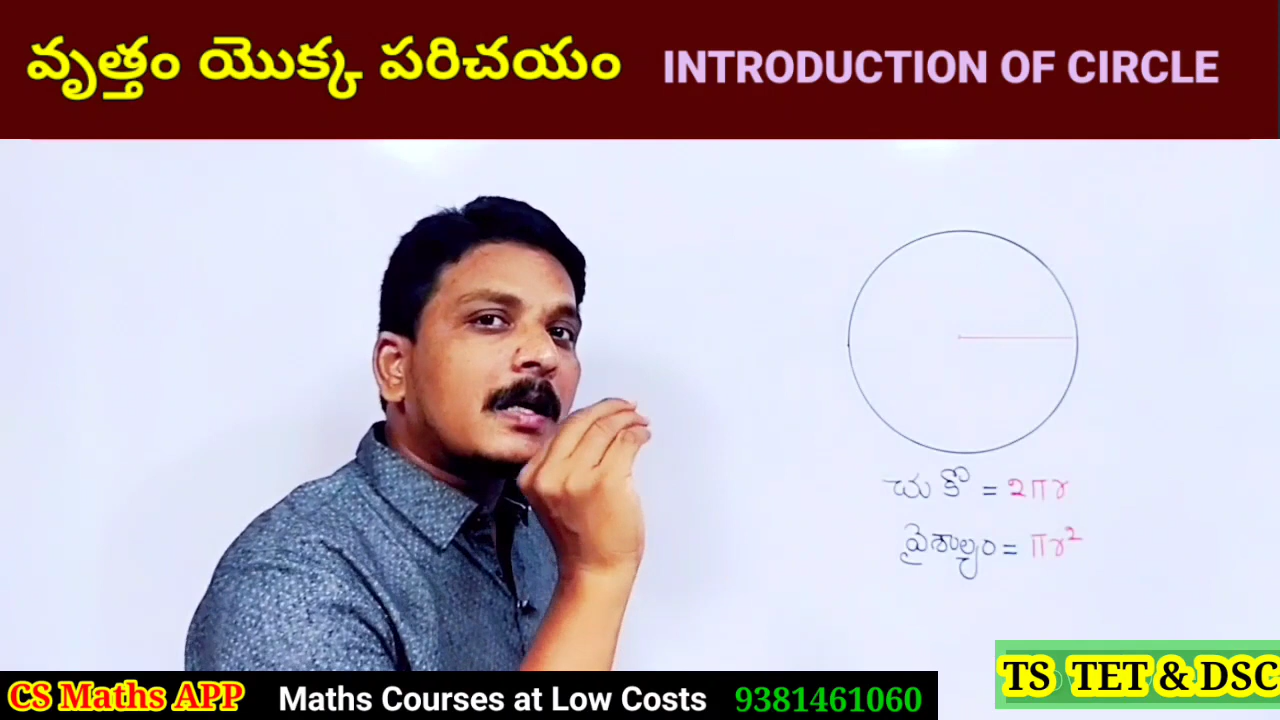 వృత్తం యొక్క పరిచయం INTRODUCTION OF CIRCLE
చు కొ = 2πr
వైశాల్యం = πr²
CS Maths APP Maths Courses at Low Costs 9381461060
TS TET & DSC